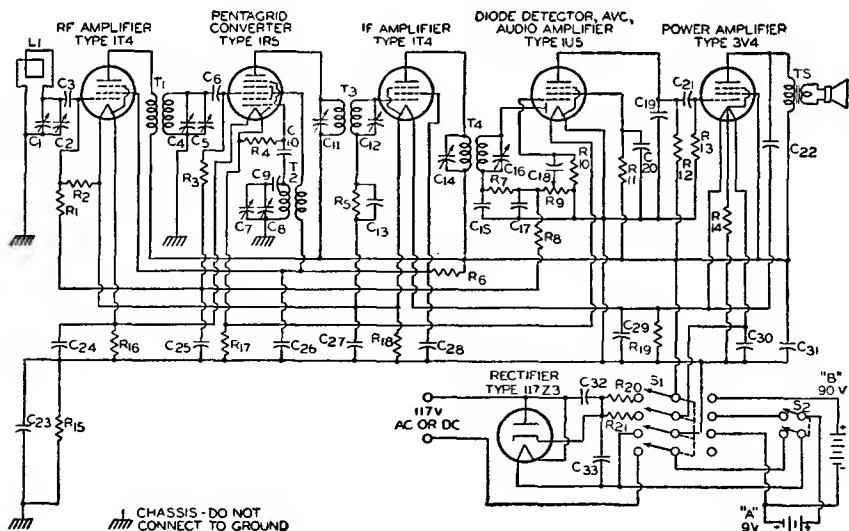 RF AMPLIFIER
TYPE 1T4
PENTAGRID
CONVERTER
TYPE 1R5
IF AMPLIFIER
TYPE 1T4
DIODE DETECTOR, AVC,
AUDIO AMPLIFIER
TYPE 1U5
POWER AMPLIFIER
TYPE 3V4
L1
C3
T1
C6
T3
T4
C19
C21
T5
C1
C2
C4
C5
R4
C10
C11
C12
C14
C16
C18
R10
R11
C20
R12
R13
C22
R1
R2
R3
C9
T2
C7
C8
R5
C13
R7
R9
C15
C17
R8
R14
R6
C24
R16
C25
R17
C26
C27
R18
C28
C29
R19
C30
C31
C23
R15
RECTIFIER
TYPE 117Z3
117V
AC OR DC
C32
R20
R21
C33
S1
S2
"B"
90 V
"A"
9V
CHASSIS - DO NOT
CONNECT TO GROUND